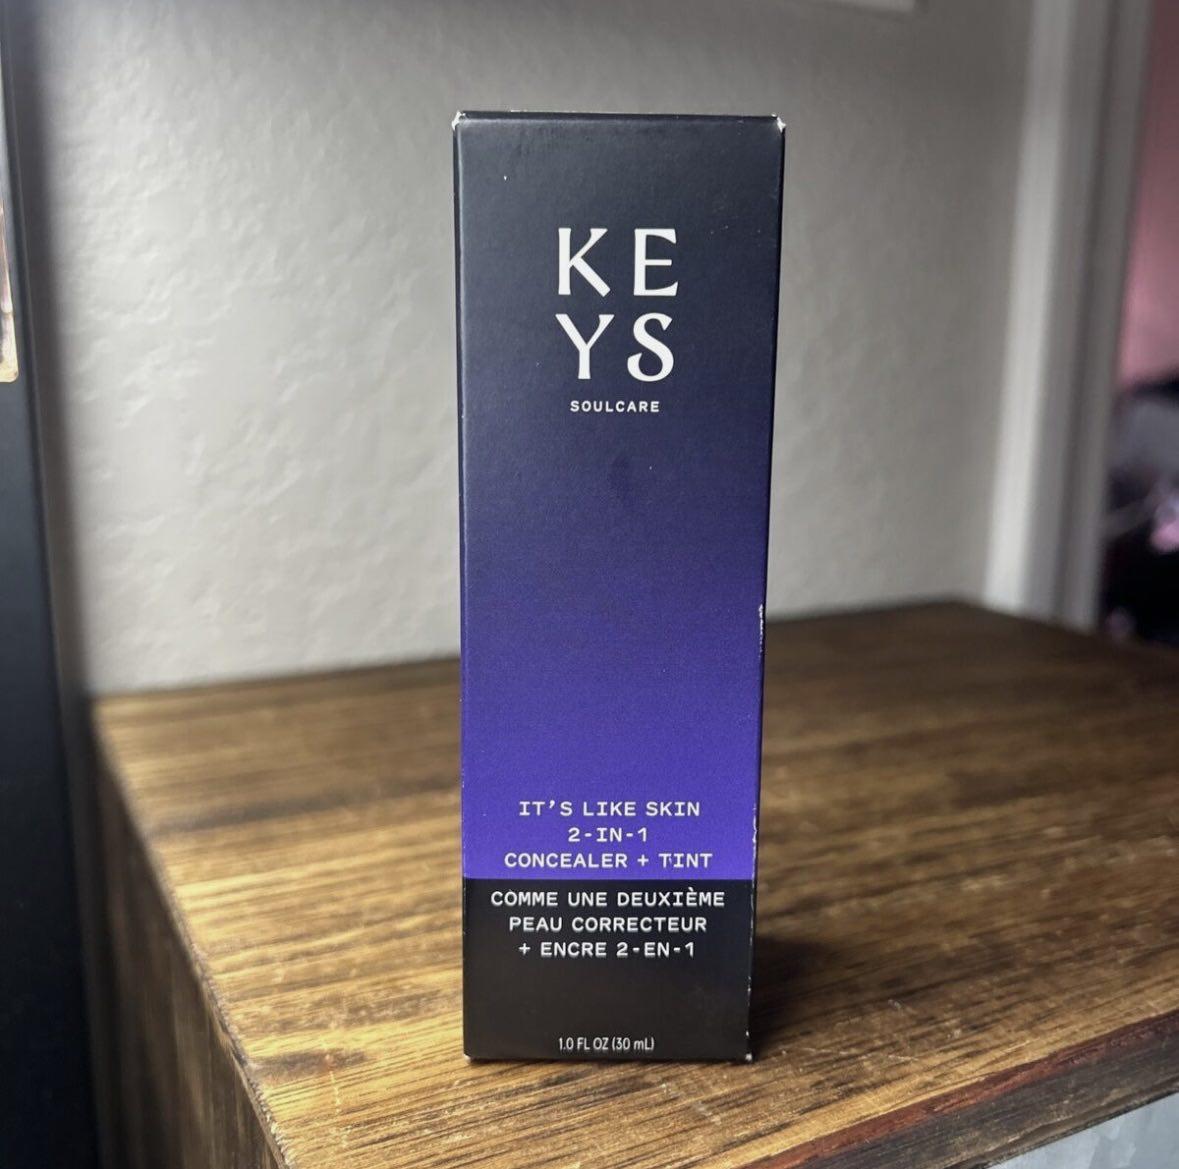 KE
YS
SOULCARE
IT'S LIKE SKIN
2-IN-1
CONCEALER + TINT
COMME UNE DEUXIÈME
PEAU CORRECTEUR
+ ENCRE 2-EN-1
1.0 FL OZ (30 mL)